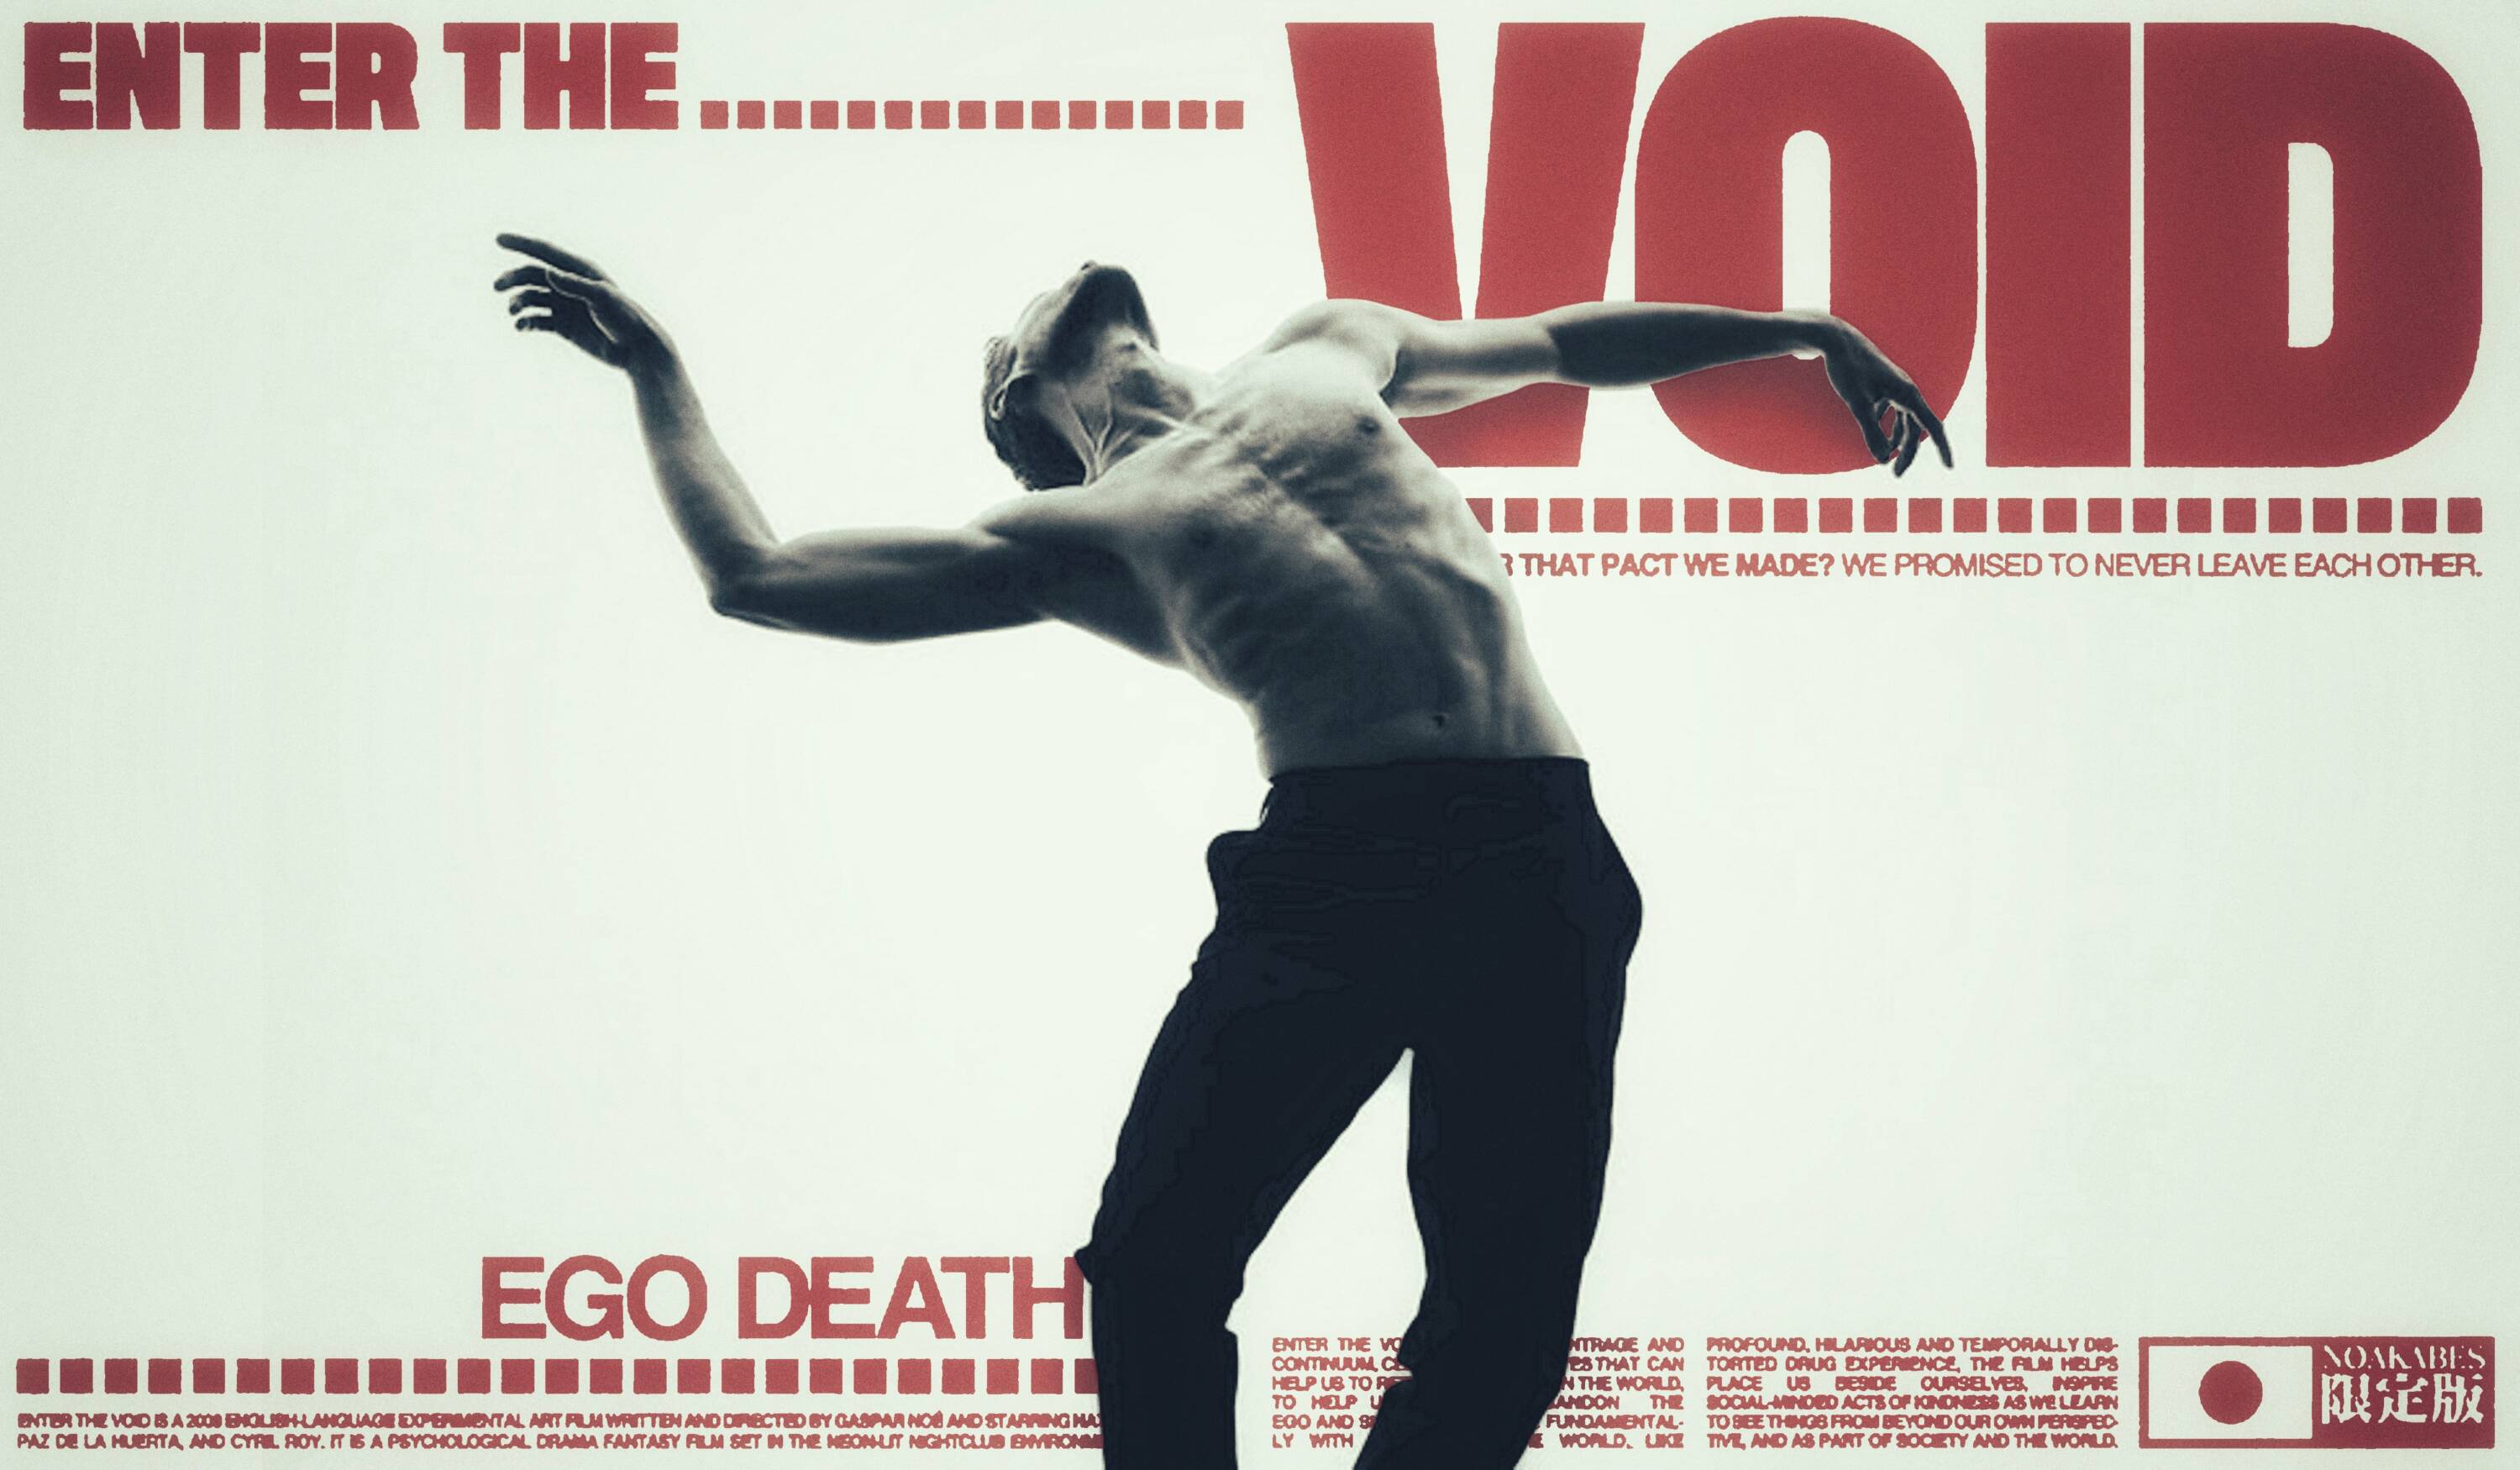 ENTER THE
VOID
THAT PACT WE MADE? WE PROMISED TO NEVER LEAVE EACH OTHER.
EGO DEATH
ENTER THE VOID IS A 2009 ENGLISH-LANGUAGE EXPERIMENTAL ART FILM WRITTEN AND DIRECTED BY GASPAR NOÉ AND STARRING
PAZ DE LA HUERTA, AND CYRIL ROY. IT IS A PSYCHOLOGICAL DRAMA FANTASY FILM SET IN THE NEON-LIT NIGHTCLUB
ENTER THE AND
CONTINUUM, THAT CAN
HELP US TO THE WORLD,
TO HELP THE
EGO AND FUNDAMENTAL-
LY WITH WORLD. LIKE
PROFOUND, HILARIOUS AND TEMPORALLY DIS-
TORTED DRUG EXPERIENCE, THE FILM HELPS
PLACE US BESIDE OURSELVES, INSPIRE
SOCIAL-MINDED ACTS OF KINDNESS AS WE LEARN
TO SEE THINGS FROM BEYOND OUR OWN PERSPEC-
TIVE, AND AS PART OF SOCIETY AND THE WORLD.
NOAKABES
限定版